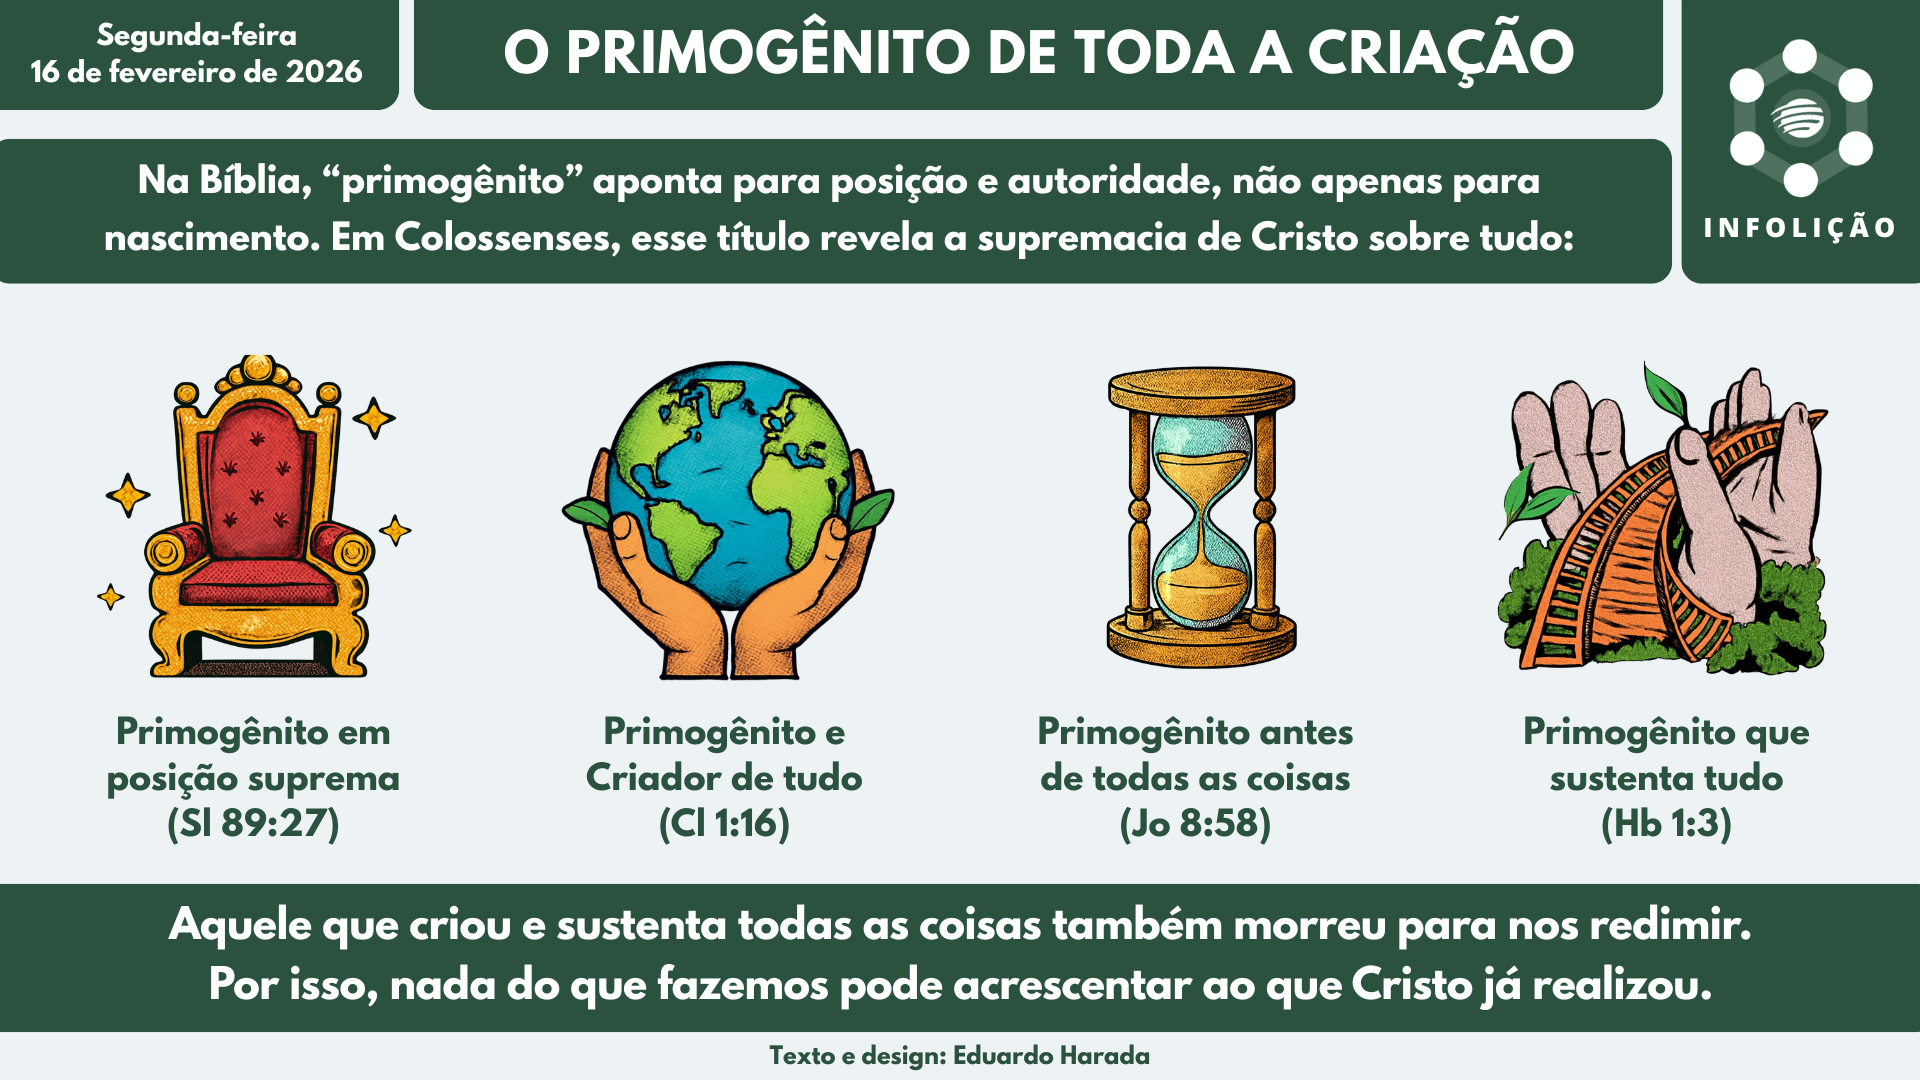 Segunda-feira
16 de fevereiro de 2026
O PRIMOGÊNITO DE TODA A CRIAÇÃO
INFOLIÇÃO
Na Bíblia, “primogênito” aponta para posição e autoridade, não apenas para
nascimento. Em Colossenses, esse título revela a supremacia de Cristo sobre tudo:
Primogênito em
posição suprema
(Sl 89:27)
Primogênito e
Criador de tudo
(Cl 1:16)
Primogênito antes
de todas as coisas
(Jo 8:58)
Primogênito que
sustenta tudo
(Hb 1:3)
Aquele que criou e sustenta todas as coisas também morreu para nos redimir.
Por isso, nada do que fazemos pode acrescentar ao que Cristo já realizou.
Texto e design: Eduardo Harada